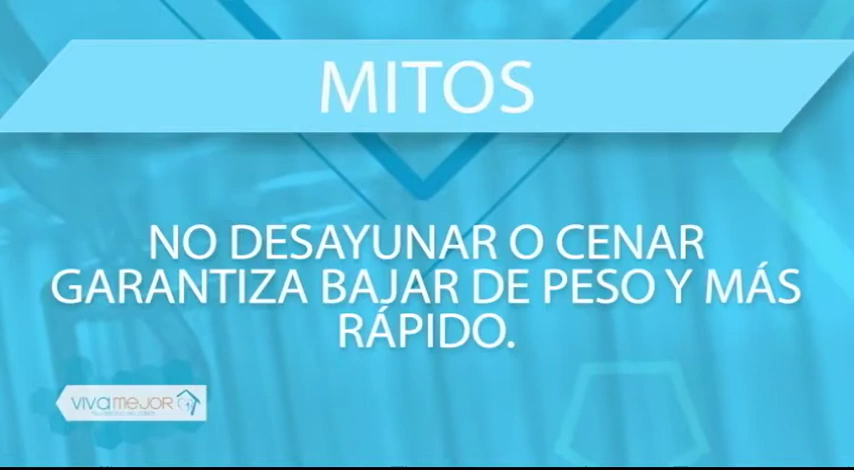 MITOS
NO DESAYUNAR O CENAR
GARANTIZA BAJAR DE PESO Y MÁS
RÁPIDO.
VIVA MEJOR